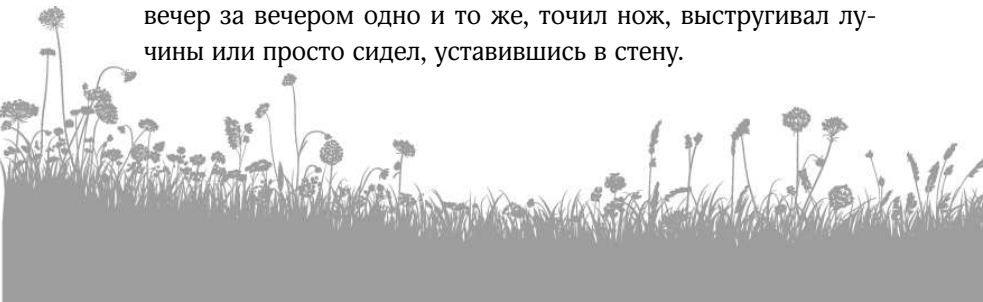 вечер за вечером одно и то же, точил нож, выстругивал лу-
чины или просто сидел, уставившись в стену.